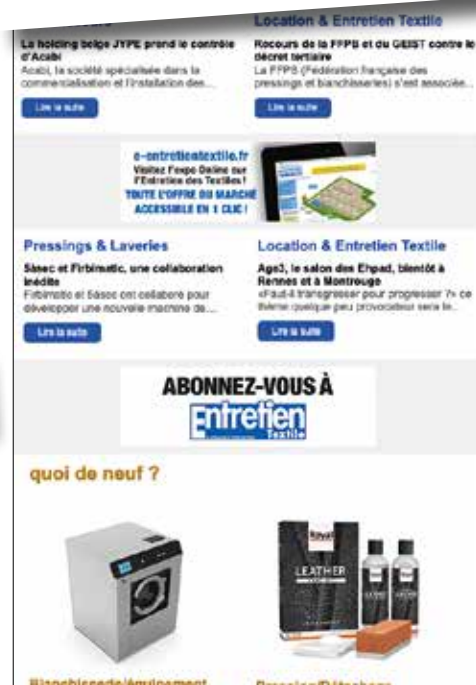 Location & Entretien Textile
La holding belge JYPE prend le contrôle
d'Acabi
Acabi, la société spécialisée dans la
commercialisation et l'installation des...
Lire la suite
Recours de la FFPB et du GEIST contre le
décret tertiaire
La FFPB (Fédération française des
pressings et blanchisseries) s'est associée...
Lire la suite
e-entretientextile.fr
Visitez l'expo Online sur
l'Entretien des Textiles !
TOUTE L'OFFRE DU MARCHÉ
ACCESSIBLE EN 1 CLIC !
Pressings & Laveries
Sàsec et Firbimatic, une collaboration
inédite
Firbimatic et Sàsec ont collaboré pour
développer une nouvelle machine de...
Lire la suite
Location & Entretien Textile
Age3, le salon des Ehpad, bientôt à
Rennes et à Montrouge
«Faut-il transgresser pour progresser ?» ce
thème quelque peu provocateur sera le...
Lire la suite
ABONNEZ-VOUS À
Entretien
Textile
quoi de neuf ?
LEATHER
Blanchisserie/équipement
Pressing/Détachage